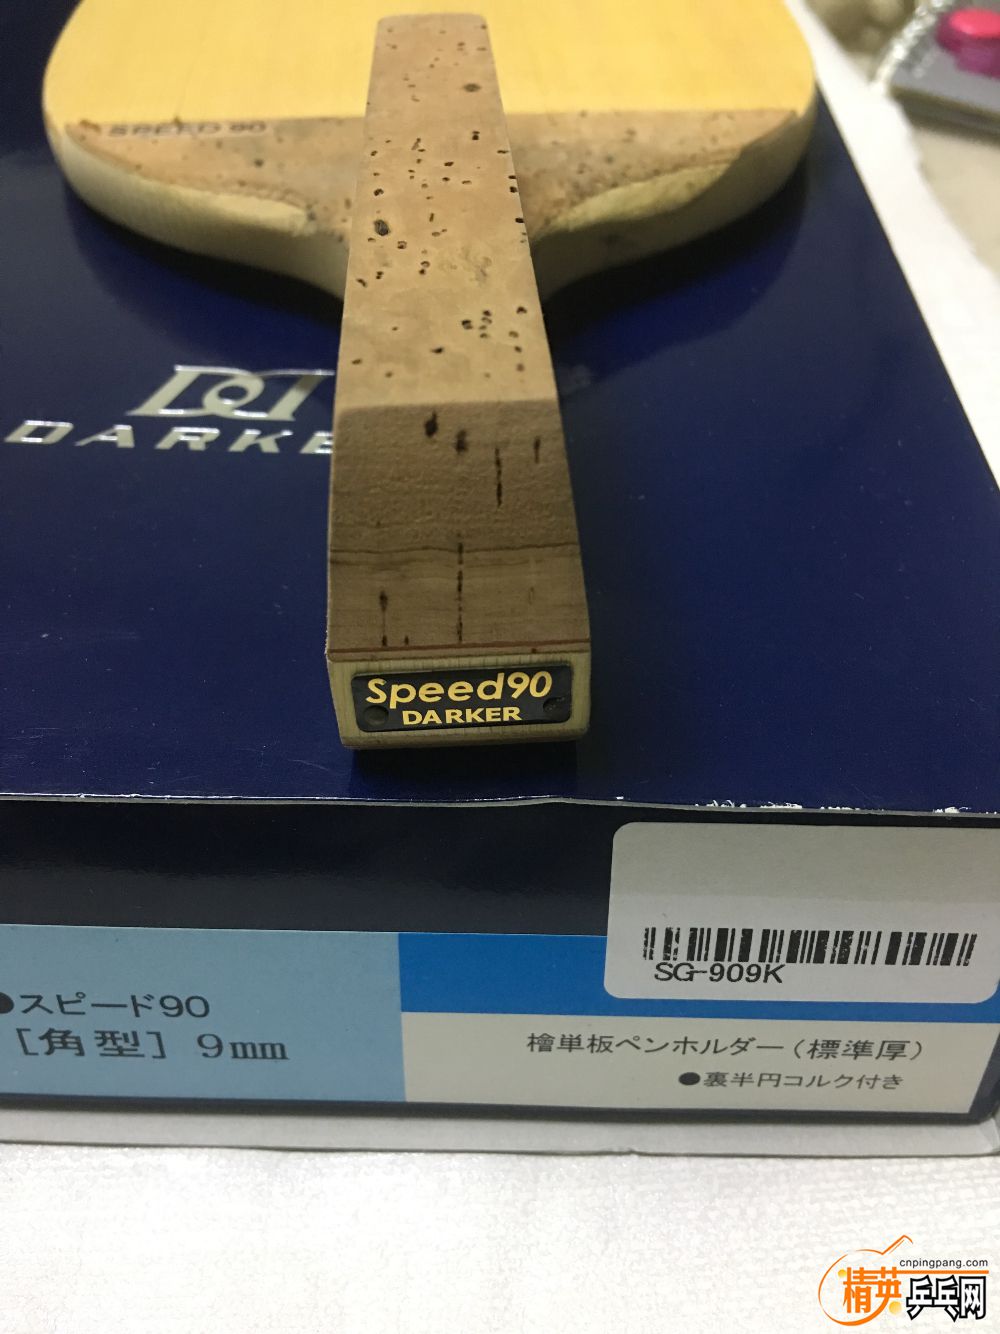 SPEED 90
DARKE
Speed90
DARKER
SG-909K
●スピード90
[角型] 9mm
檜単板ペンホルダー(標準厚)
●裏半円コルク付き
cnpingpang.com
精英乒乓网